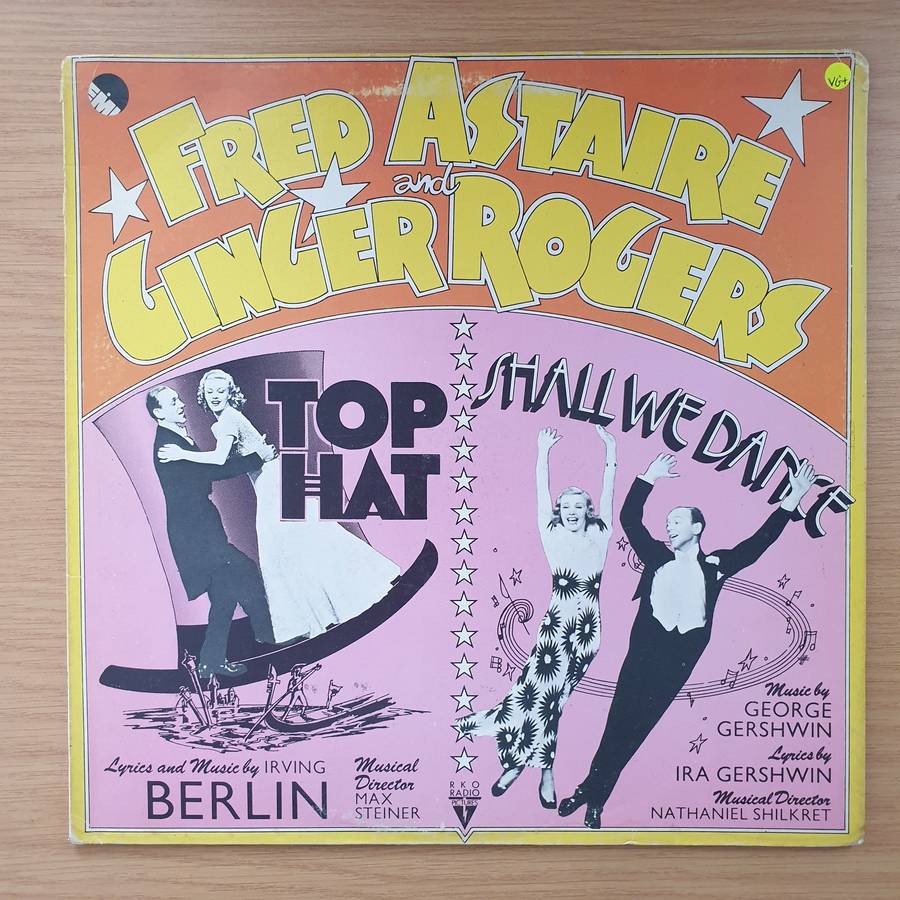 EMI
VG+
FRED ASTAIRE
and
GINGER ROGERS
TOP
HAT
SHALL WE DANCE
Lyrics and Music by IRVING
BERLIN
Musical
Director
MAX
STEINER
RKO
RADIO
PICTURES
Music by
GEORGE
GERSHWIN
Lyrics by
IRA GERSHWIN
Musical Director
NATHANIEL SHILKRET